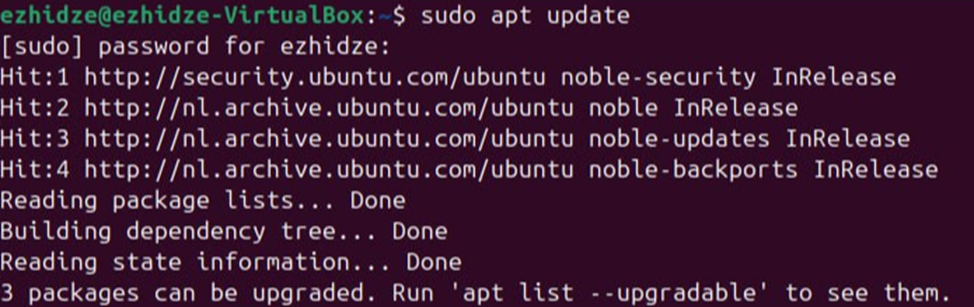 ezhidze@ezhidze-VirtualBox:~$ sudo apt update
[sudo] password for ezhidze:
Hit:1 http://security.ubuntu.com/ubuntu noble-security InRelease
Hit:2 http://nl.archive.ubuntu.com/ubuntu noble InRelease
Hit:3 http://nl.archive.ubuntu.com/ubuntu noble-updates InRelease
Hit:4 http://nl.archive.ubuntu.com/ubuntu noble-backports InRelease
Reading package lists... Done
Building dependency tree... Done
Reading state information... Done
3 packages can be upgraded. Run 'apt list --upgradable' to see them.